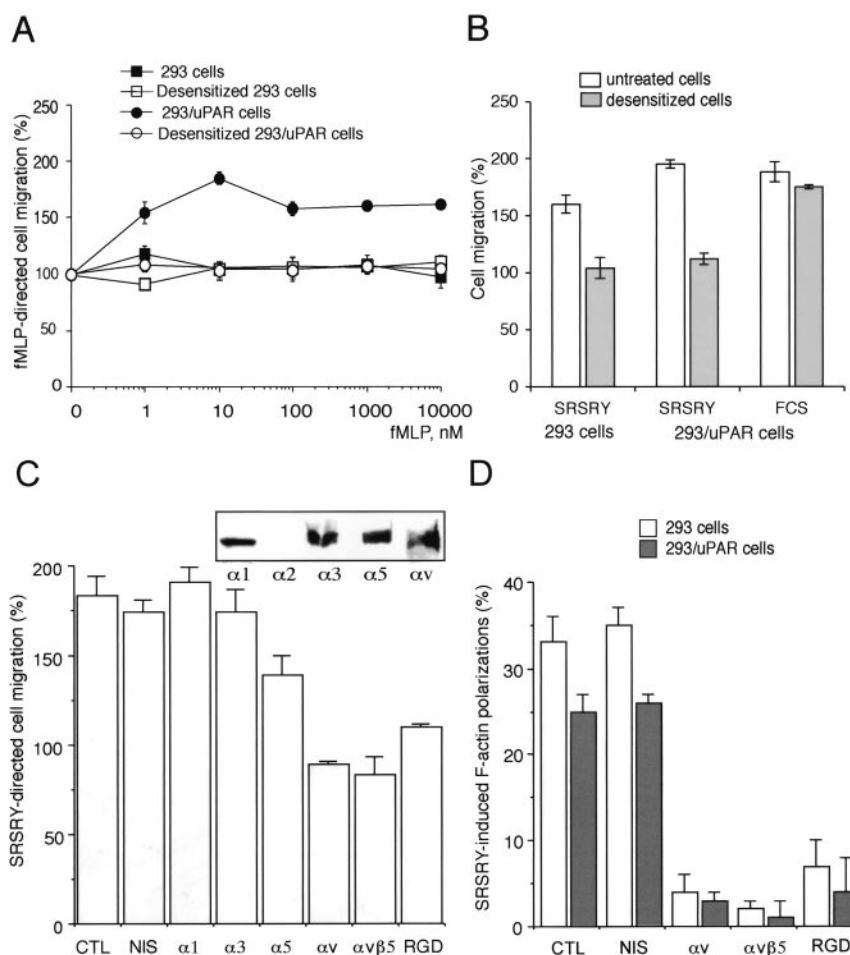 A
293 cells
Desensitized 293 cells
293/uPAR cells
Desensitized 293/uPAR cells
fMLP-directed cell migration (%)
200
150
100
50
0
0 1 10 100 1000 10000
fMLP, nM
B
untreated cells
desensitized cells
Cell migration (%)
250
200
150
100
50
0
SRSRY SRSRY FCS
293 cells 293/uPAR cells
C
α1 α2 α3 α5 αv
SRSRY-directed cell migration (%)
200
150
100
50
0
CTL NIS α1 α3 α5 αv αvβ5 RGD
D
293 cells
293/uPAR cells
SRSRY-induced F-actin polarizations (%)
40
30
20
10
0
CTL NIS αv αvβ5 RGD